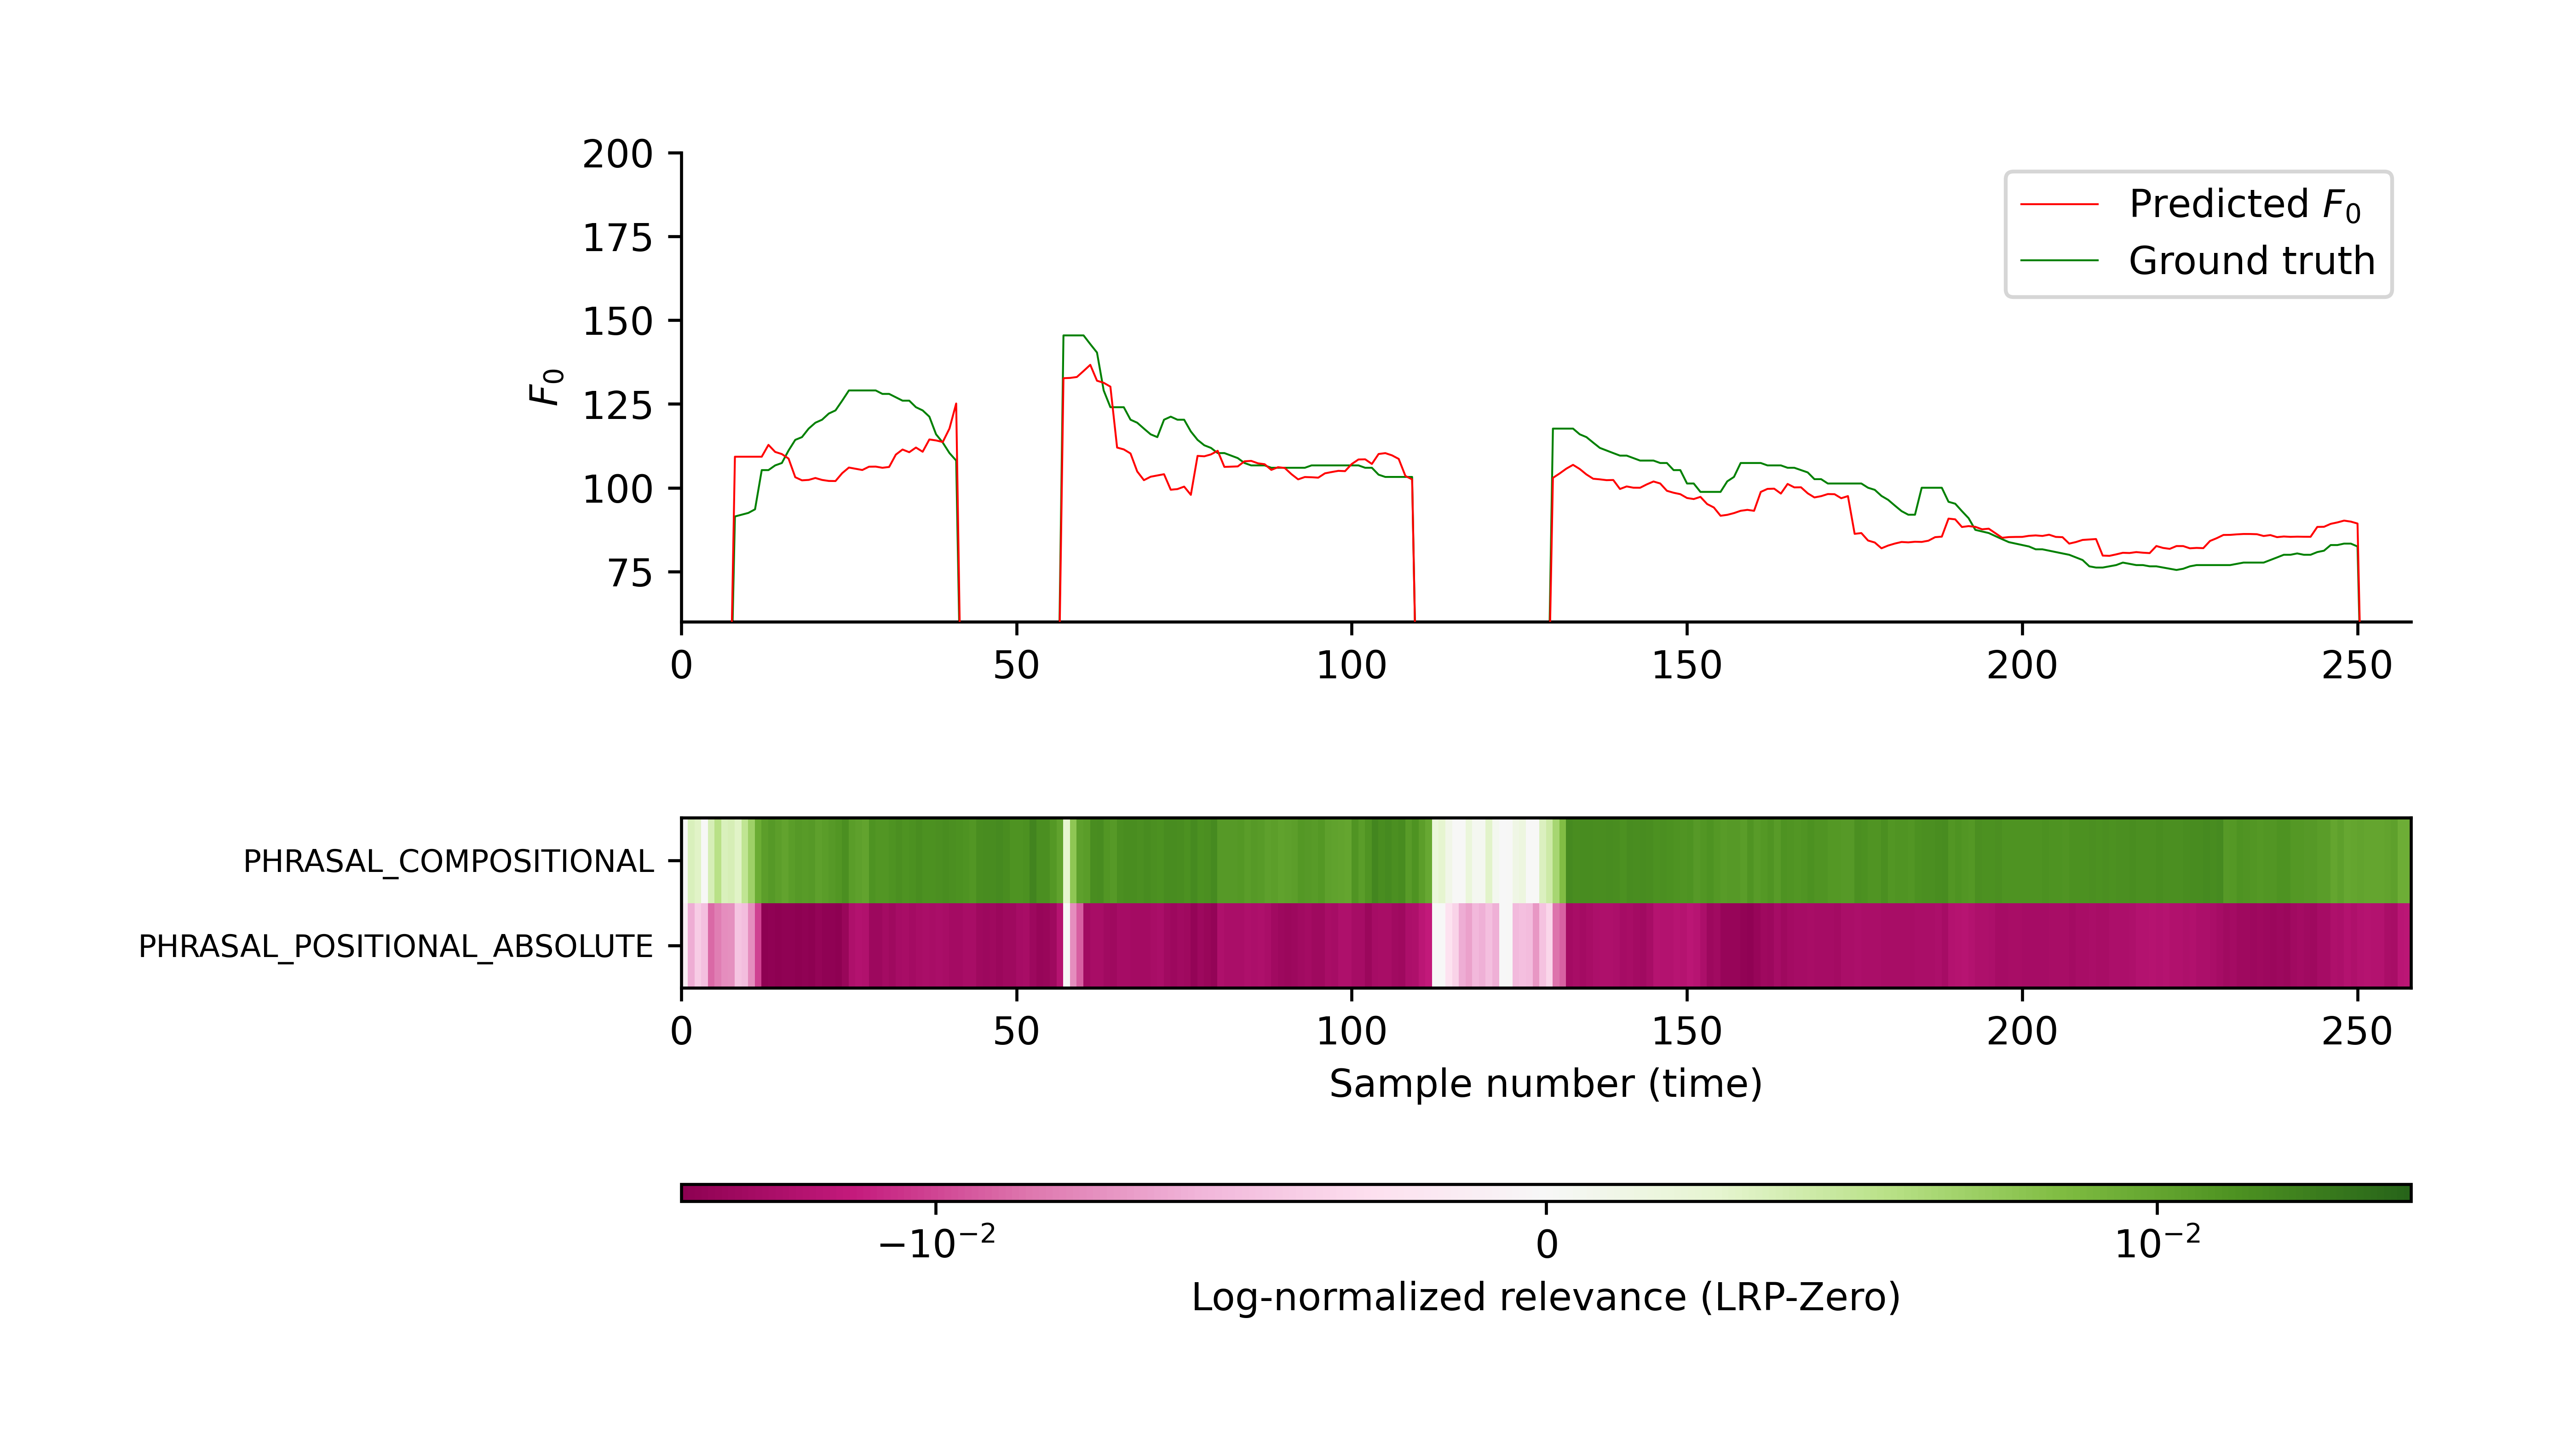 200
175
150
125
100
75
F₀
Predicted F₀
Ground truth
0 50 100 150 200 250
PHRASAL_COMPOSITIONAL
PHRASAL_POSITIONAL_ABSOLUTE
0 50 100 150 200 250
Sample number (time)
−10⁻² 0 10⁻²
Log-normalized relevance (LRP-Zero)